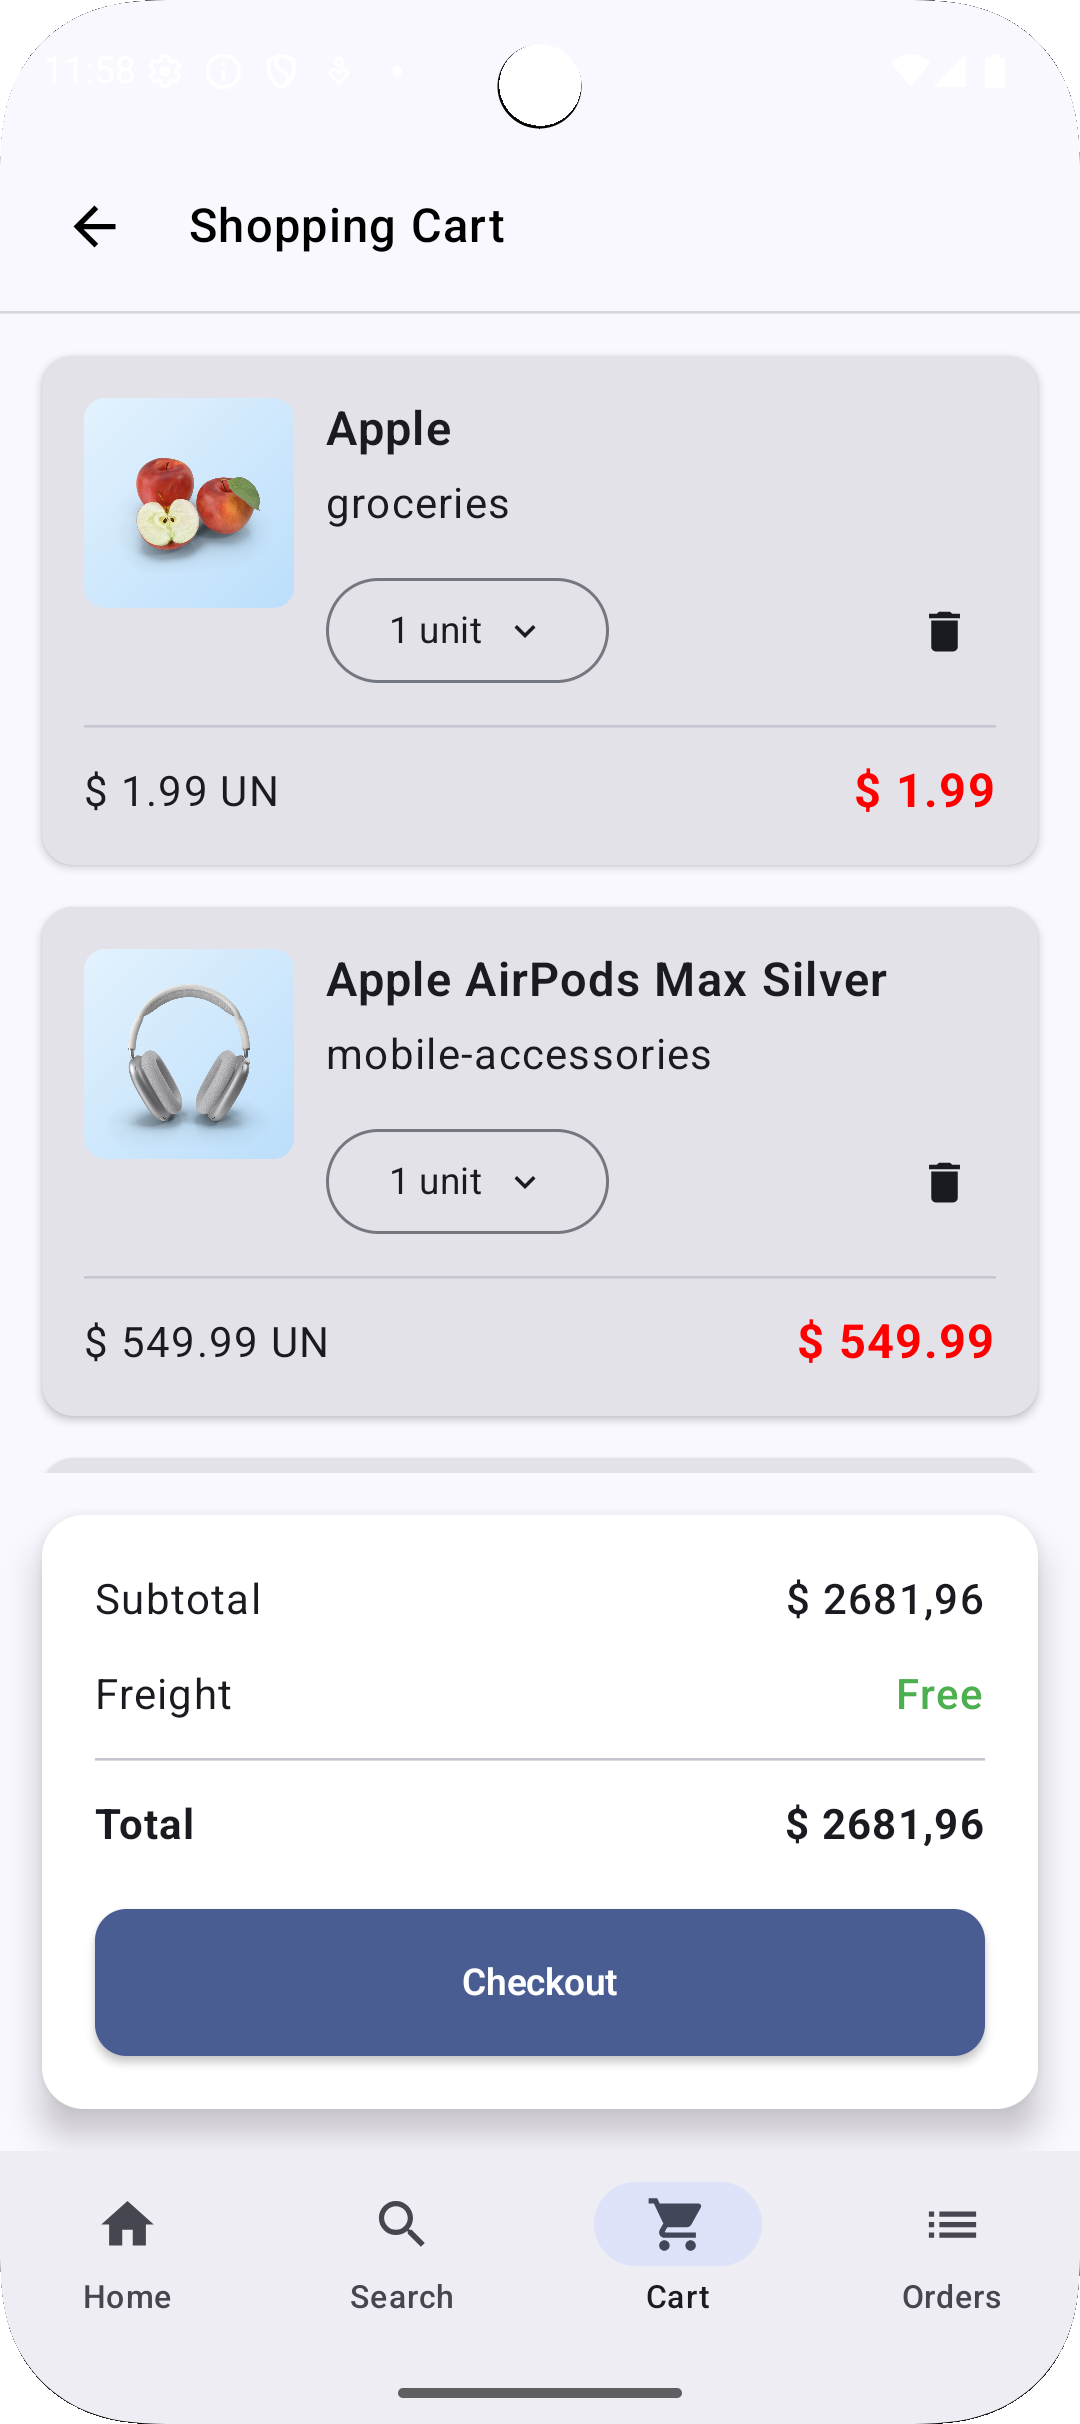 11:58
Shopping Cart
Apple
groceries
1 unit
$ 1.99 UN
$ 1.99
Apple AirPods Max Silver
mobile-accessories
1 unit
$ 549.99 UN
$ 549.99
Subtotal
$ 2681,96
Freight
Free
Total
$ 2681,96
Checkout
Home
Search
Cart
Orders